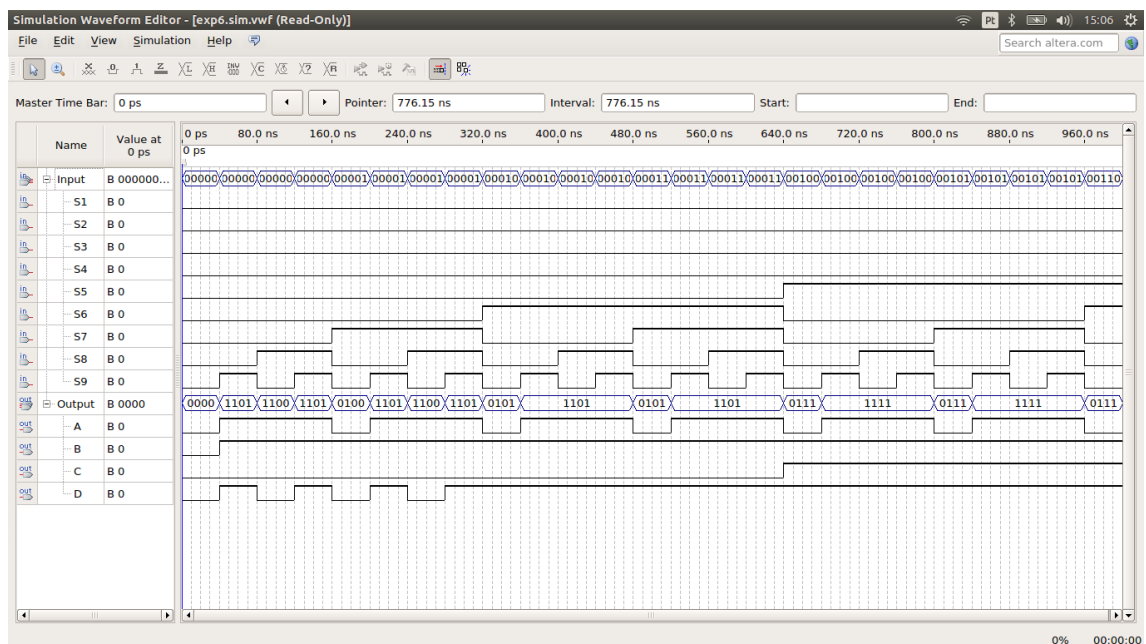 Simulation Waveform Editor - [exp6.sim.vwf (Read-Only)]
Pt
15:06
File Edit View Simulation Help
Search altera.com
Master Time Bar: 0 ps
Pointer: 776.15 ns
Interval: 776.15 ns
Start:
End:
Name
Value at
0 ps
0 ps 80.0 ns 160.0 ns 240.0 ns 320.0 ns 400.0 ns 480.0 ns 560.0 ns 640.0 ns 720.0 ns 800.0 ns 880.0 ns 960.0 ns
0 ps
Input B 000000... 00000 00000 00000 00000 00001 00001 00001 00001 00010 00010 00010 00010 00011 00011 00011 00011 00100 00100 00100 00100 00101 00101 00101 00101 00110
S1 B 0
S2 B 0
S3 B 0
S4 B 0
S5 B 0
S6 B 0
S7 B 0
S8 B 0
S9 B 0
Output B 0000 0000 1101 1100 1101 0100 1101 1100 1101 0101 1101 0101 1101 0111 1111 0111 1111 0111
A B 0
B B 0
C B 0
D B 0
0% 00:00:00